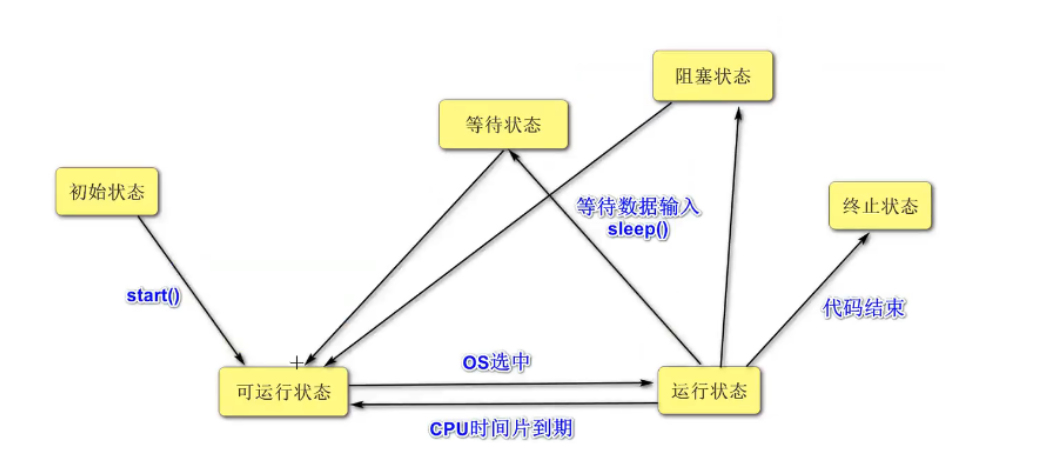 阻塞状态
等待状态
初始状态
等待数据输入
sleep()
终止状态
start()
代码结束
OS选中
可运行状态
运行状态
CPU时间片到期